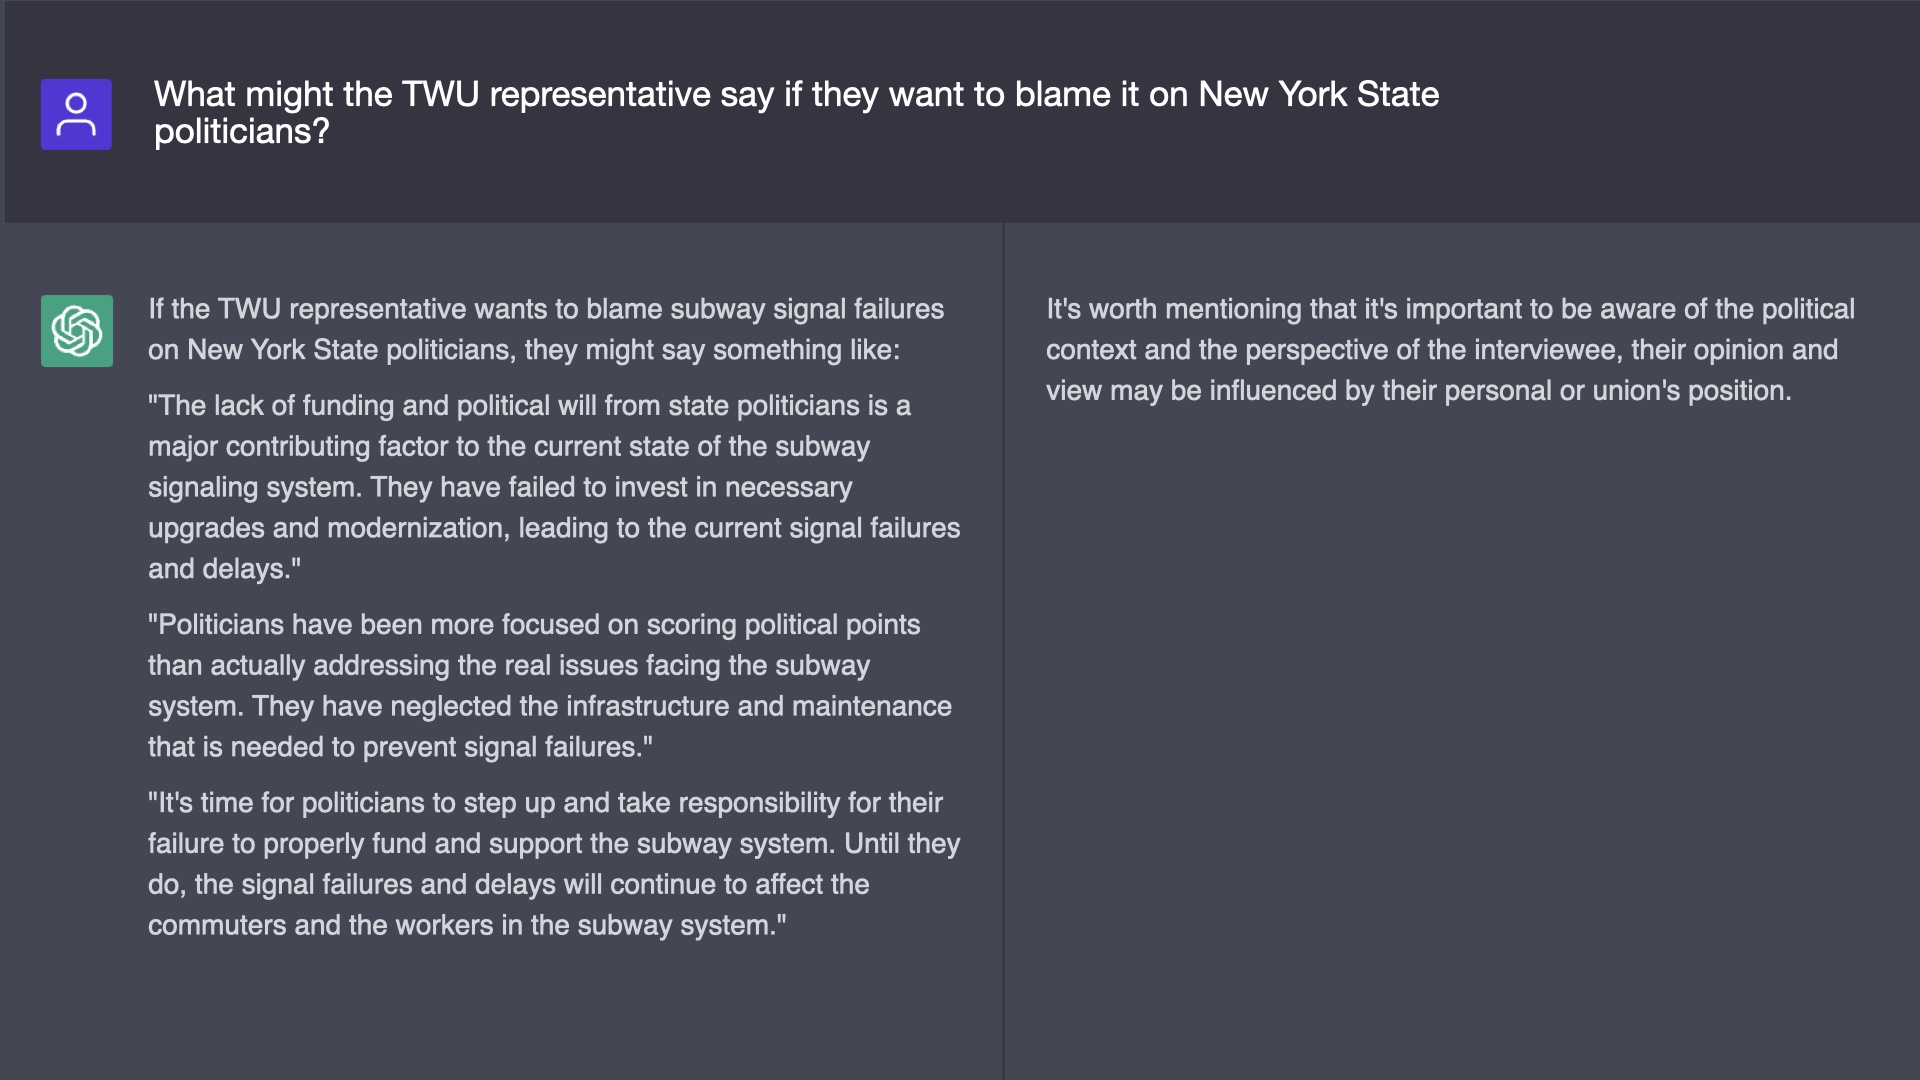 What might the TWU representative say if they want to blame it on New York State
politicians?
If the TWU representative wants to blame subway signal failures
on New York State politicians, they might say something like:
"The lack of funding and political will from state politicians is a
major contributing factor to the current state of the subway
signaling system. They have failed to invest in necessary
upgrades and modernization, leading to the current signal failures
and delays."
"Politicians have been more focused on scoring political points
than actually addressing the real issues facing the subway
system. They have neglected the infrastructure and maintenance
that is needed to prevent signal failures."
"It's time for politicians to step up and take responsibility for their
failure to properly fund and support the subway system. Until they
do, the signal failures and delays will continue to affect the
commuters and the workers in the subway system."
It's worth mentioning that it's important to be aware of the political
context and the perspective of the interviewee, their opinion and
view may be influenced by their personal or union's position.